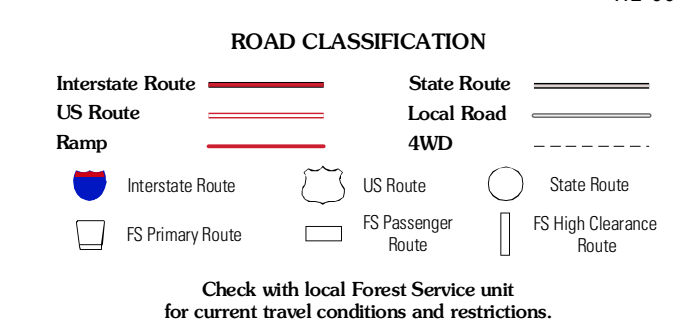 ROAD CLASSIFICATION
Interstate Route
State Route
US Route
Local Road
Ramp
4WD
Interstate Route
US Route
State Route
FS Primary Route
FS Passenger
Route
FS High Clearance
Route
Check with local Forest Service unit
for current travel conditions and restrictions.